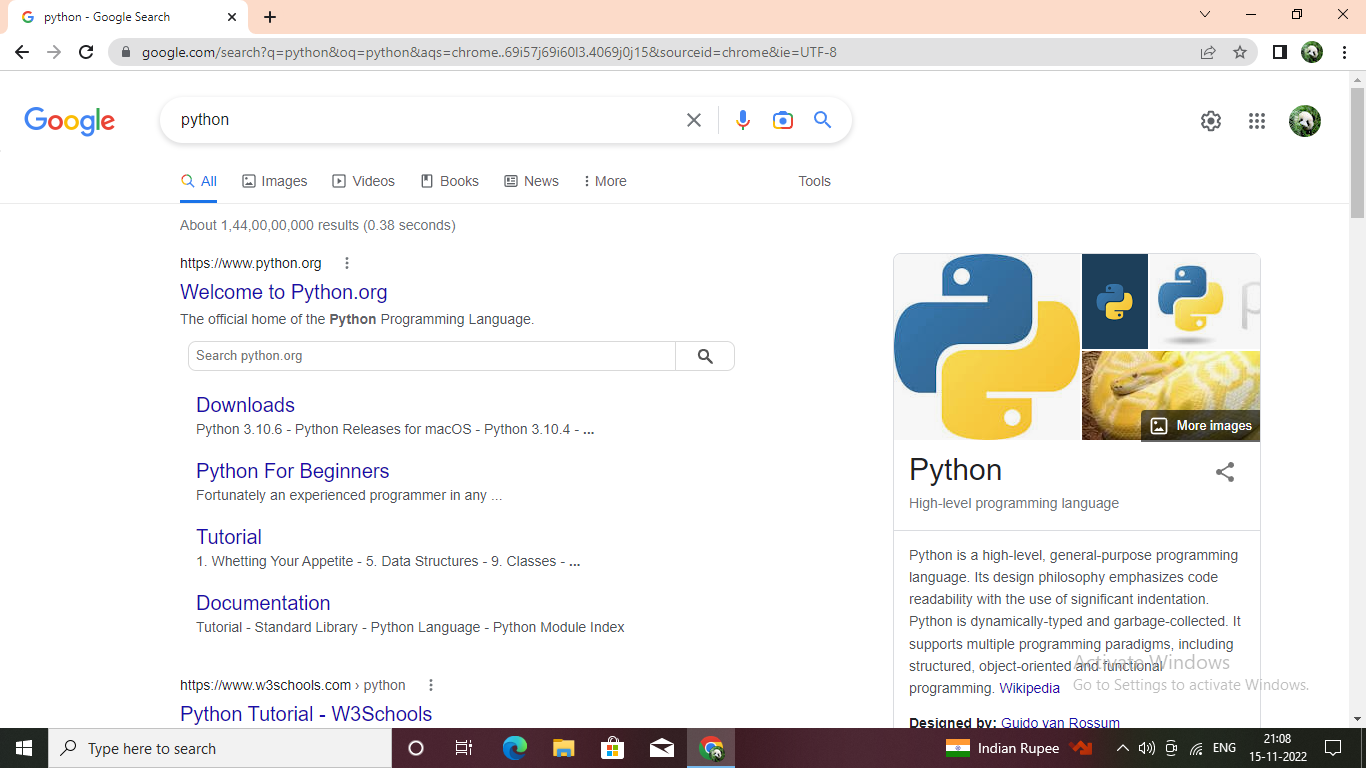 python - Google Search
google.com/search?q=python&oq=python&aqs=chrome..69i57j69i60l3.4069j0j15&sourceid=chrome&ie=UTF-8
Google
python
All Images Videos Books News More Tools
About 1,44,00,00,000 results (0.38 seconds)
https://www.python.org
Welcome to Python.org
The official home of the Python Programming Language.
Search python.org
Downloads
Python 3.10.6 - Python Releases for macOS - Python 3.10.4 - ...
Python For Beginners
Fortunately an experienced programmer in any ...
Tutorial
1. Whetting Your Appetite - 5. Data Structures - 9. Classes - ...
Documentation
Tutorial - Standard Library - Python Language - Python Module Index
https://www.w3schools.com › python
Python Tutorial - W3Schools
More images
Python
High-level programming language
Python is a high-level, general-purpose programming
language. Its design philosophy emphasizes code
readability with the use of significant indentation.
Python is dynamically-typed and garbage-collected. It
supports multiple programming paradigms, including
structured, object-oriented and functional
programming. Wikipedia
Designed by: Guido van Rossum
Activate Windows
Go to Settings to activate Windows.
Type here to search
Indian Rupee
ENG
21:08
15-11-2022